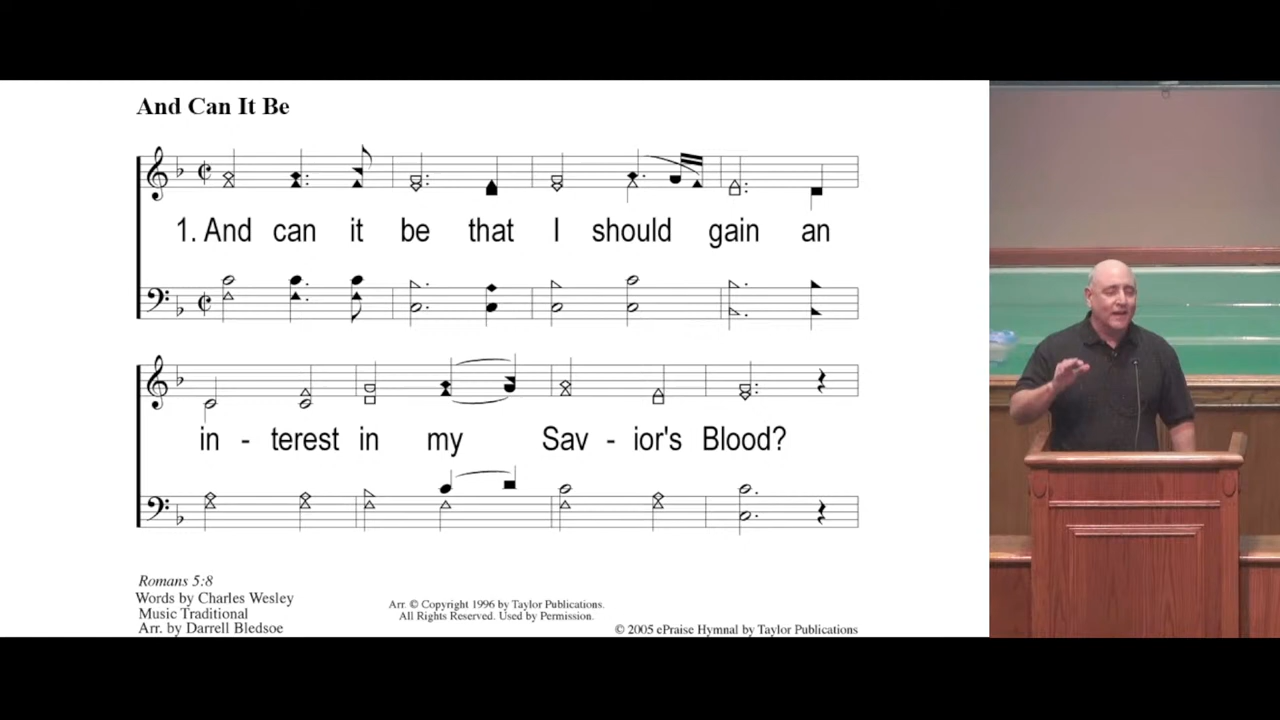 And Can It Be
1. And can it be that I should gain an
in - terest in my Sav - ior's Blood?
Romans 5:8
Words by Charles Wesley
Music Traditional
Arr. by Darrell Bledsoe
Arr. © Copyright 1996 by Taylor Publications.
All Rights Reserved. Used by Permission.
© 2005 ePraise Hymnal by Taylor Publications